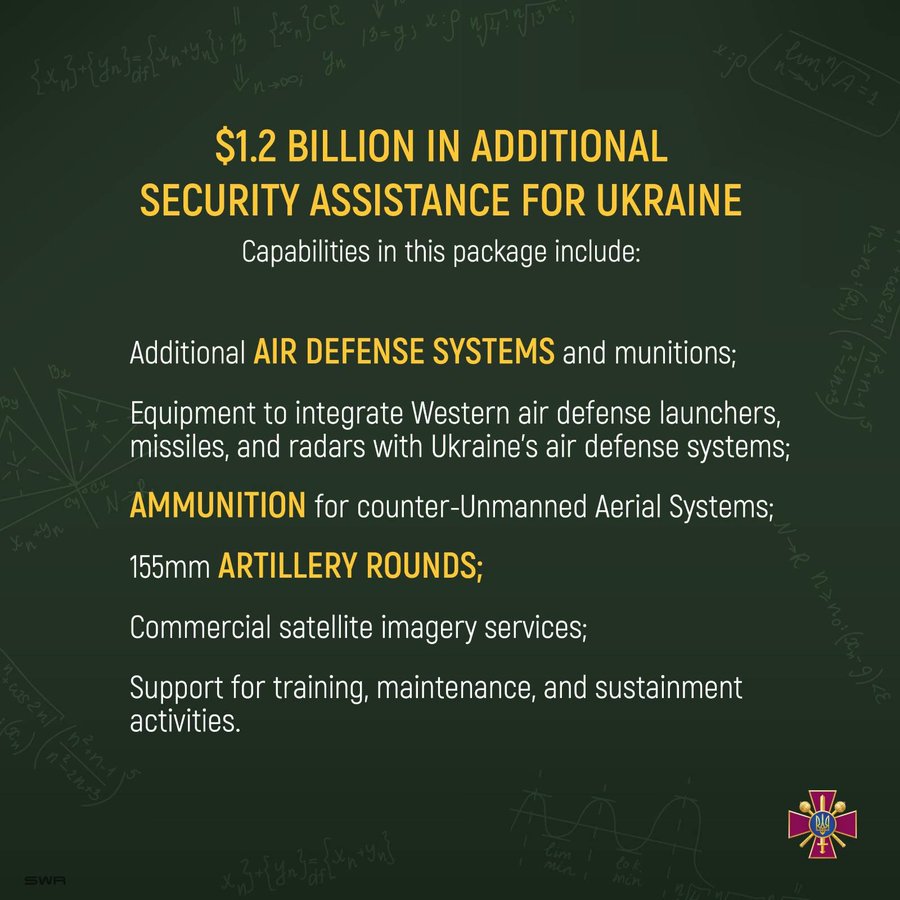 $1.2 BILLION IN ADDITIONAL
SECURITY ASSISTANCE FOR UKRAINE
Capabilities in this package include:
Additional AIR DEFENSE SYSTEMS and munitions;
Equipment to integrate Western air defense launchers,
missiles, and radars with Ukraine's air defense systems;
AMMUNITION for counter-Unmanned Aerial Systems;
155mm ARTILLERY ROUNDS;
Commercial satellite imagery services;
Support for training, maintenance, and sustainment
activities.
SWR